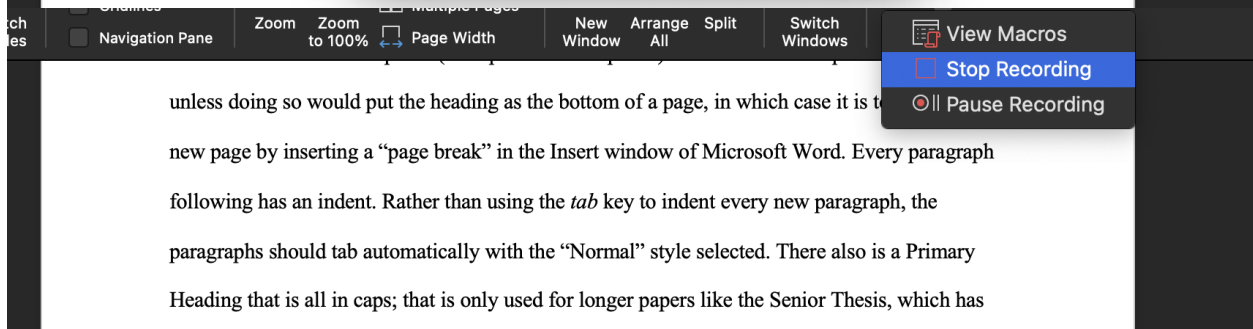 Multiple Pages
Zoom Zoom to 100%
Navigation Pane
Page Width
New Window Arrange All Split
Switch Windows
View Macros
Stop Recording
Pause Recording
unless doing so would put the heading as the bottom of a page, in which case it is
new page by inserting a “page break” in the Insert window of Microsoft Word. Every paragraph
following has an indent. Rather than using the tab key to indent every new paragraph, the
paragraphs should tab automatically with the “Normal” style selected. There also is a Primary
Heading that is all in caps; that is only used for longer papers like the Senior Thesis, which has